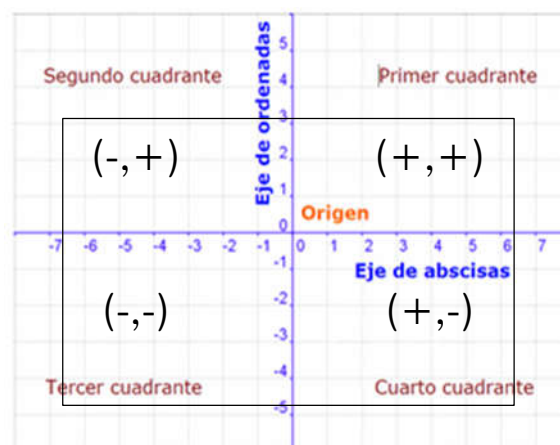 Segundo cuadrante
Primer cuadrante
Eje de ordenadas
(-,+)
(+,+)
Origen
Eje de abscisas
(-,-)
(+,-)
Tercer cuadrante
Cuarto cuadrante
5
4
3
2
1
0
-1
-2
-3
-4
-5
-7 -6 -5 -4 -3 -2 -1 0 1 2 3 4 5 6 7